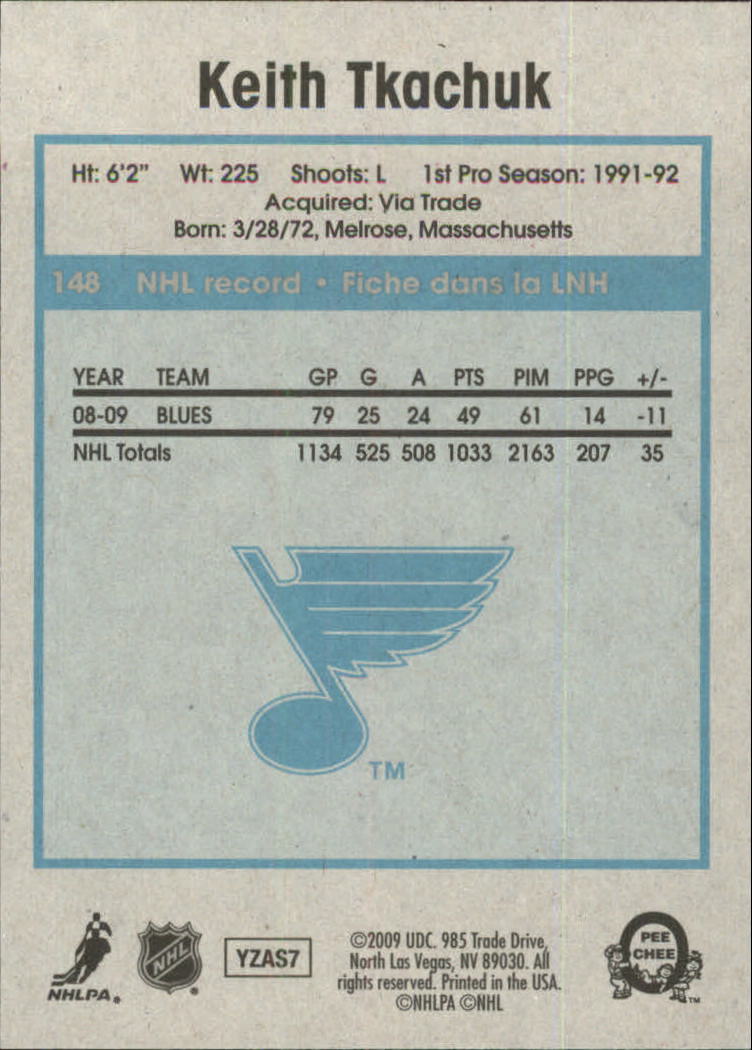 Keith Tkachuk
Ht: 6'2" Wt: 225 Shoots: L 1st Pro Season: 1991-92
Acquired: Via Trade
Born: 3/28/72, Melrose, Massachusetts
148 NHL record • Fiche dans la LNH
YEAR TEAM GP G A PTS PIM PPG +/-
08-09 BLUES 79 25 24 49 61 14 -11
NHL Totals 1134 525 508 1033 2163 207 35
TM
NHLPA®
NHL ®
YZAS7
©2009 UDC. 985 Trade Drive,
North Las Vegas, NV 89030. All
rights reserved. Printed in the USA.
©NHLPA ©NHL
PEE
CHEE
TM